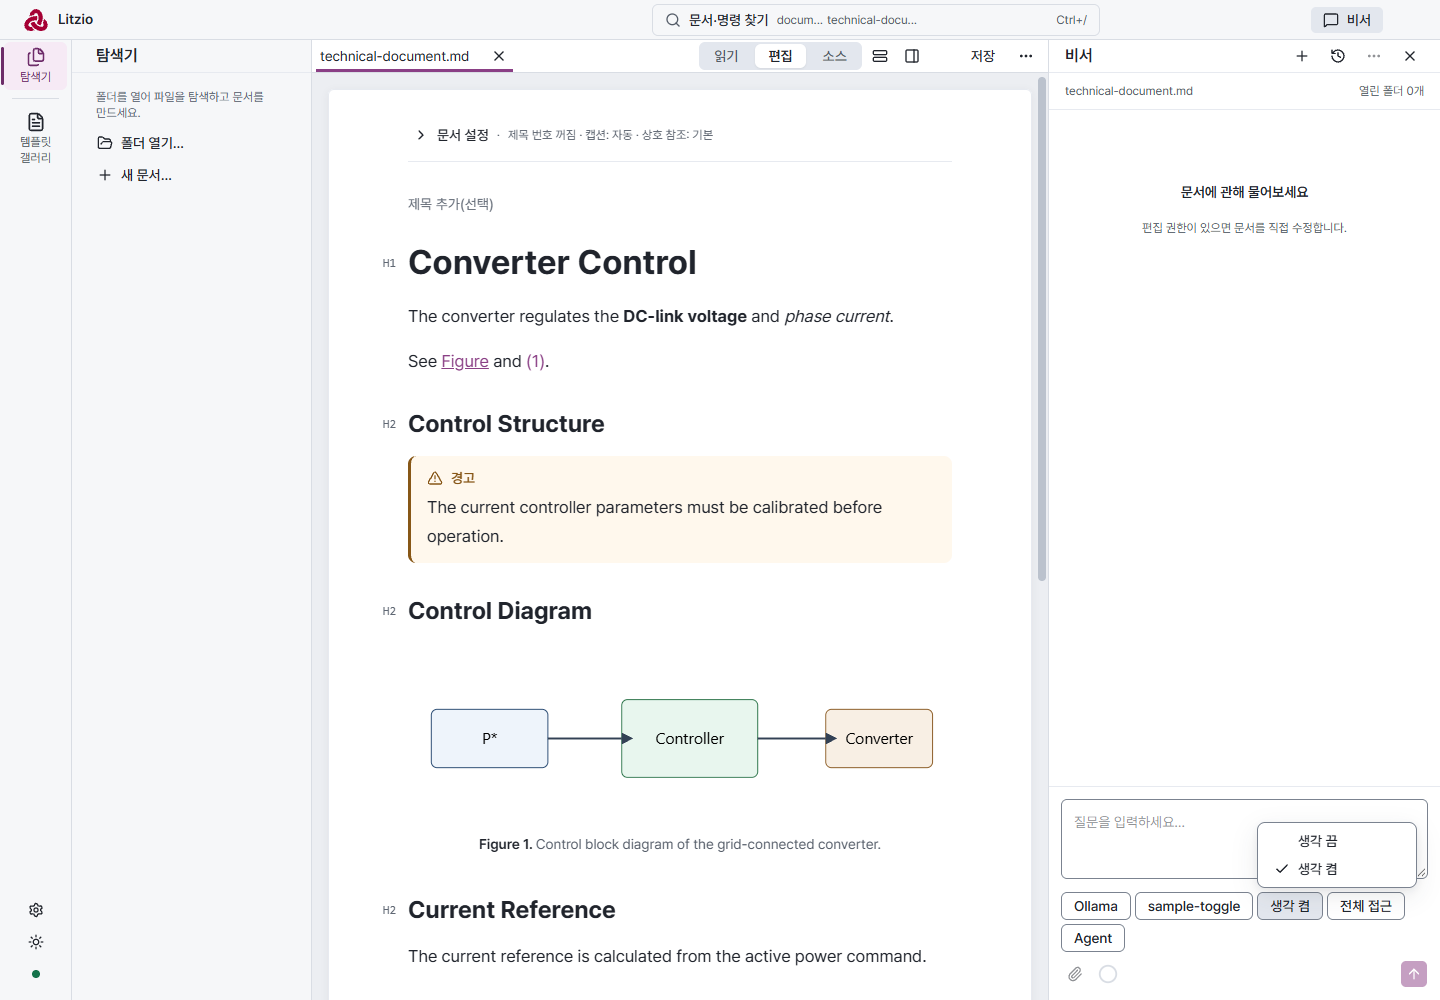 Litzio
문서·명령 찾기 docum... technical-docu... Ctrl+/
비서
탐색기
템플릿
갤러리
탐색기
폴더를 열어 파일을 탐색하고 문서를
만드세요.
폴더 열기...
새 문서...
technical-document.md
읽기 편집 소스
저장
문서 설정 · 제목 번호 꺼짐 · 캡션: 자동 · 상호 참조: 기본
제목 추가(선택)
H1 Converter Control
The converter regulates the DC-link voltage and phase current.
See Figure and (1).
H2 Control Structure
경고
The current controller parameters must be calibrated before
operation.
H2 Control Diagram
P* Controller Converter
Figure 1. Control block diagram of the grid-connected converter.
H2 Current Reference
The current reference is calculated from the active power command.
비서
technical-document.md 열린 폴더 0개
문서에 관해 물어보세요
편집 권한이 있으면 문서를 직접 수정합니다.
질문을 입력하세요...
생각 끔
생각 켬
Ollama sample-toggle 생각 켬 전체 접근
Agent